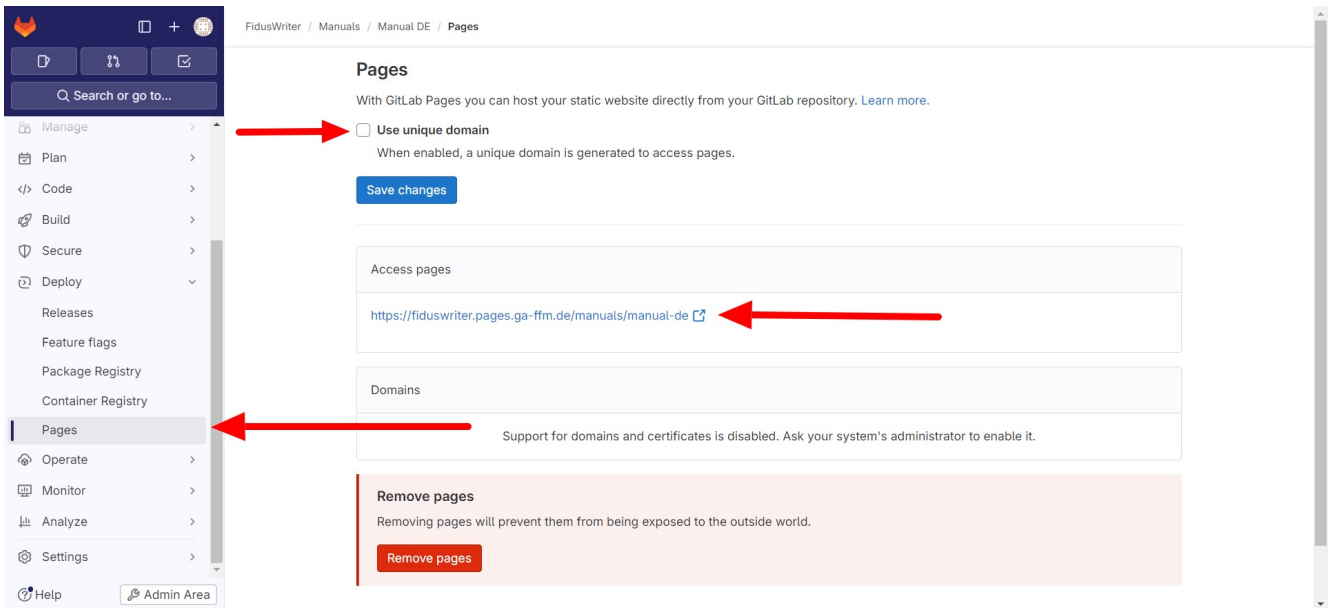 FidusWriter / Manuals / Manual DE / Pages
Search or go to...
Manage
Plan
Code
Build
Secure
Deploy
Releases
Feature flags
Package Registry
Container Registry
Pages
Operate
Monitor
Analyze
Settings
Help
Admin Area
Pages
With GitLab Pages you can host your static website directly from your GitLab repository. Learn more.
Use unique domain
When enabled, a unique domain is generated to access pages.
Save changes
Access pages
https://fiduswriter.pages.ga-ffm.de/manuals/manual-de
Domains
Support for domains and certificates is disabled. Ask your system's administrator to enable it.
Remove pages
Removing pages will prevent them from being exposed to the outside world.
Remove pages